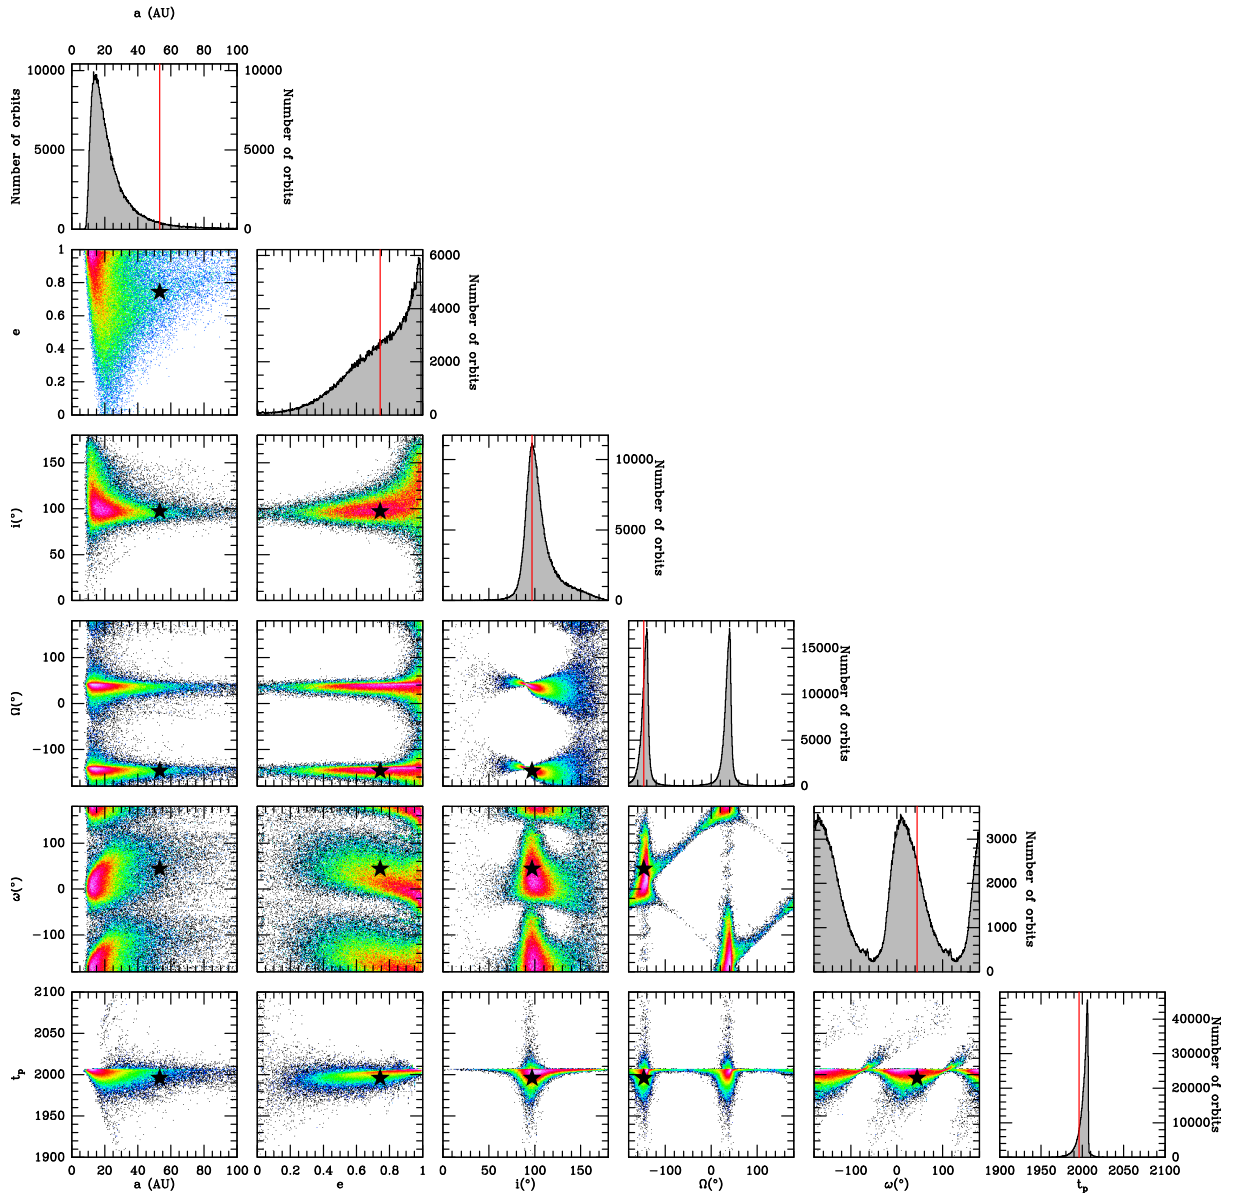 a (AU)
0 20 40 60 80 100
10000 10000
Number of orbits
Number of orbits
5000 5000
0 0
1 6000
0.8
Number of orbits
e
0.6 4000
0.4
2000
0.2
0 0
150
10000
Number of orbits
i(°)
100
5000
50
0 0
100 15000
Number of orbits
Ω(°)
0 10000
−100 5000
0
100 3000
Number of orbits
ω(°)
0 2000
−100 1000
0
2100
2050 40000
Number of orbits
30000
t_p
2000
20000
1950 10000
1900 0
0 20 40 60 80 100 0 0.2 0.4 0.6 0.8 1 0 50 100 150 −100 0 100 −100 0 100 1900 1950 2000 2050 2100
a (AU) e i(°) Ω(°) ω(°) t_p